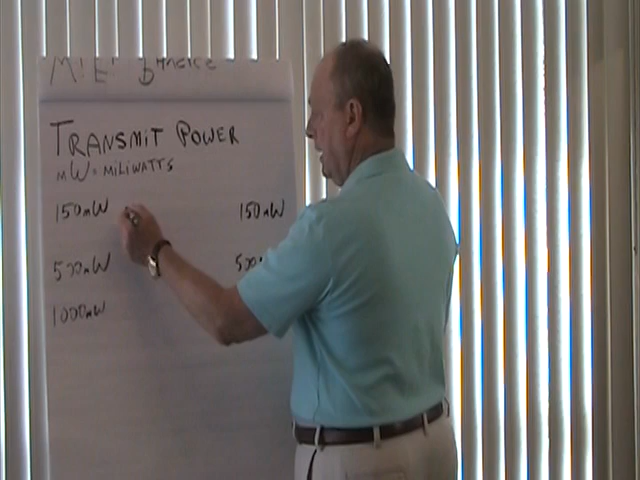 TRANSMIT POWER
mW = MiLiWATTS
150mW 150mW
500mW
1000mW